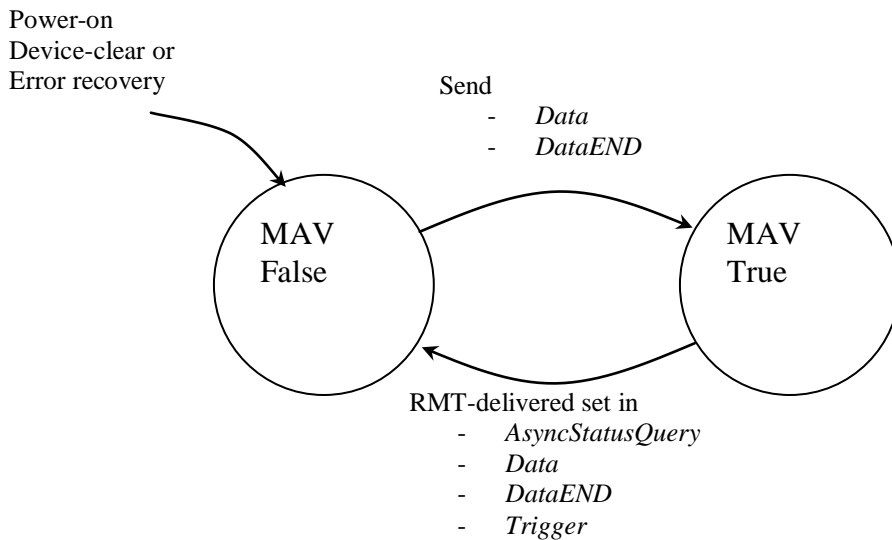 Power-on
Device-clear or
Error recovery
Send
- Data
- DataEND
MAV
False
MAV
True
RMT-delivered set in
- AsyncStatusQuery
- Data
- DataEND
- Trigger